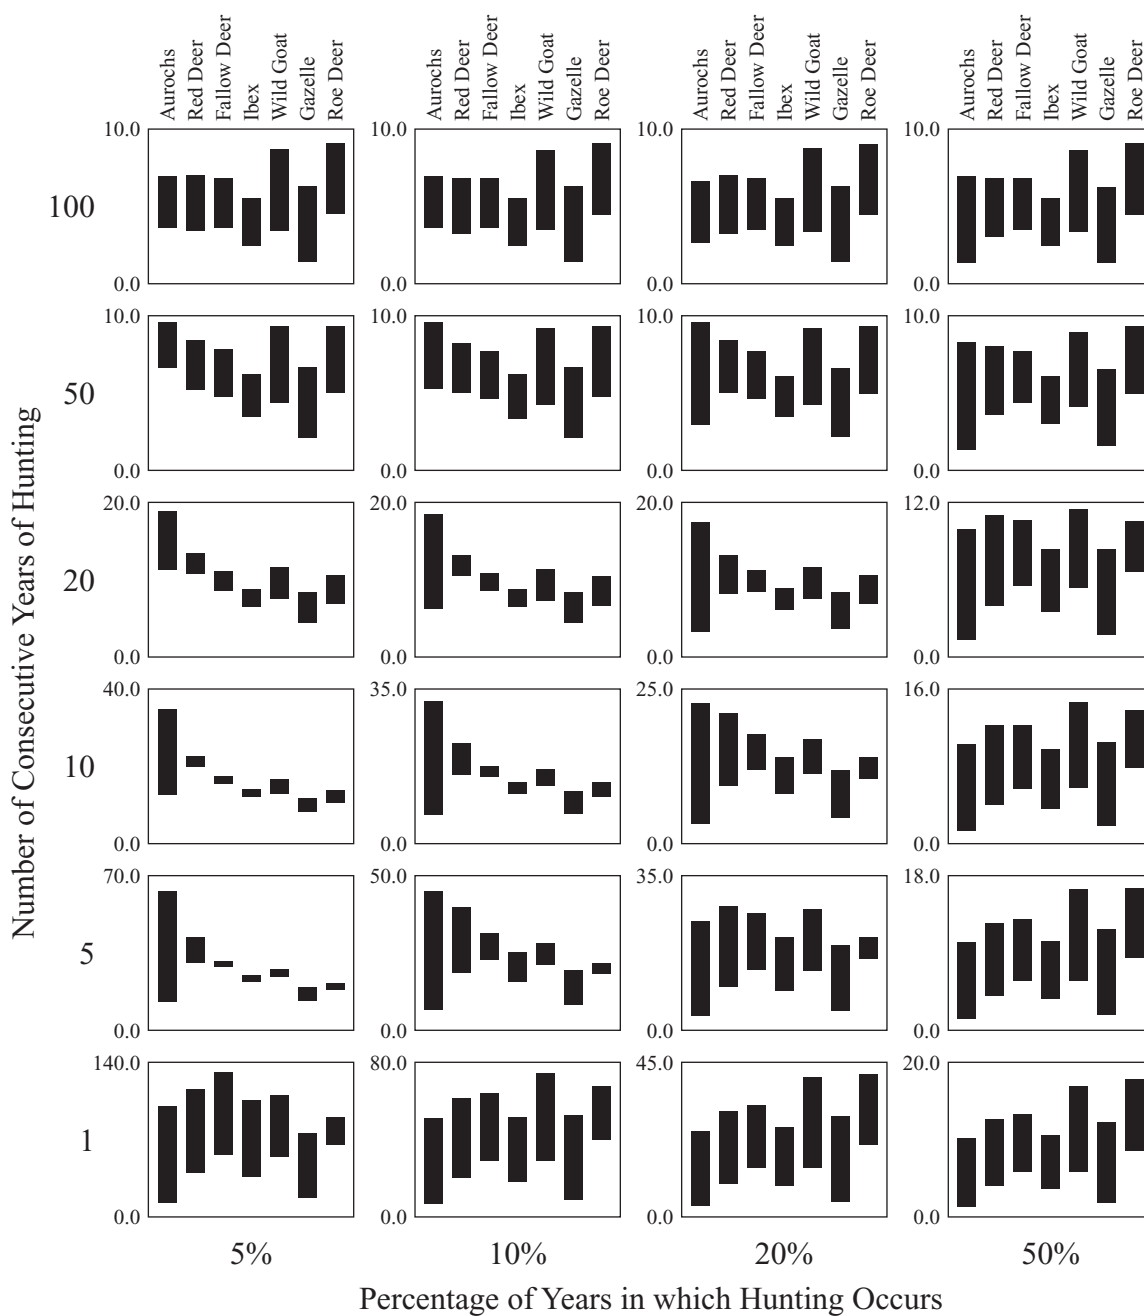 Aurochs Red Deer Fallow Deer Ibex Wild Goat Gazelle Roe Deer Aurochs Red Deer Fallow Deer Ibex Wild Goat Gazelle Roe Deer Aurochs Red Deer Fallow Deer Ibex Wild Goat Gazelle Roe Deer Aurochs Red Deer Fallow Deer Ibex Wild Goat Gazelle Roe Deer
10.0 10.0 10.0 10.0
100
0.0 0.0 0.0 0.0
10.0 10.0 10.0 10.0
50
0.0 0.0 0.0 0.0
20.0 20.0 20.0 12.0
20
0.0 0.0 0.0 0.0
40.0 35.0 25.0 16.0
10
0.0 0.0 0.0 0.0
70.0 50.0 35.0 18.0
5
0.0 0.0 0.0 0.0
140.0 80.0 45.0 20.0
1
0.0 0.0 0.0 0.0
Number of Consecutive Years of Hunting
5% 10% 20% 50%
Percentage of Years in which Hunting Occurs